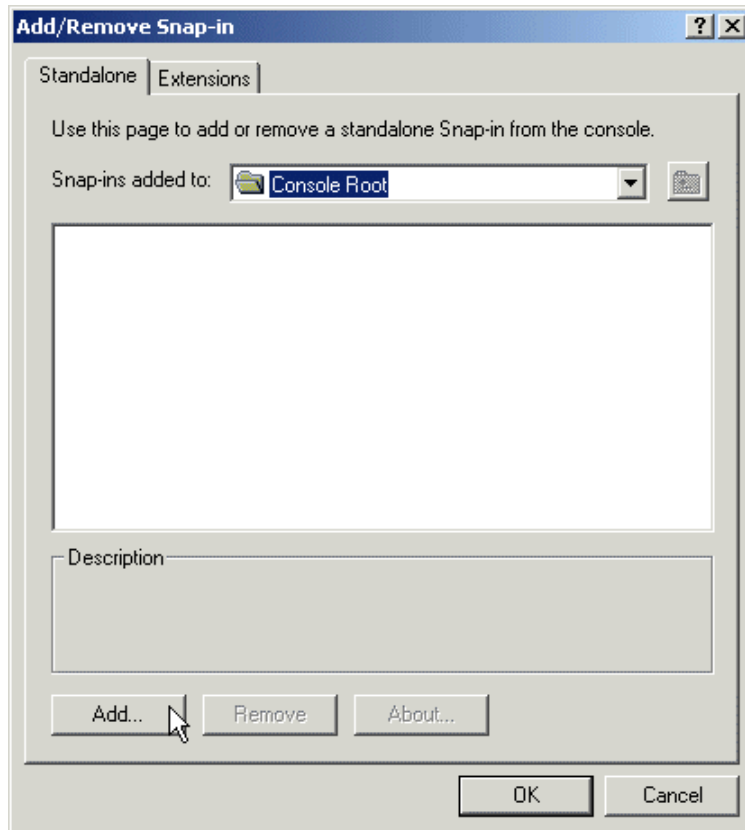 Add/Remove Snap-in
Standalone
Extensions
Use this page to add or remove a standalone Snap-in from the console.
Snap-ins added to:
Console Root
Description
Add...
Remove
About...
OK
Cancel